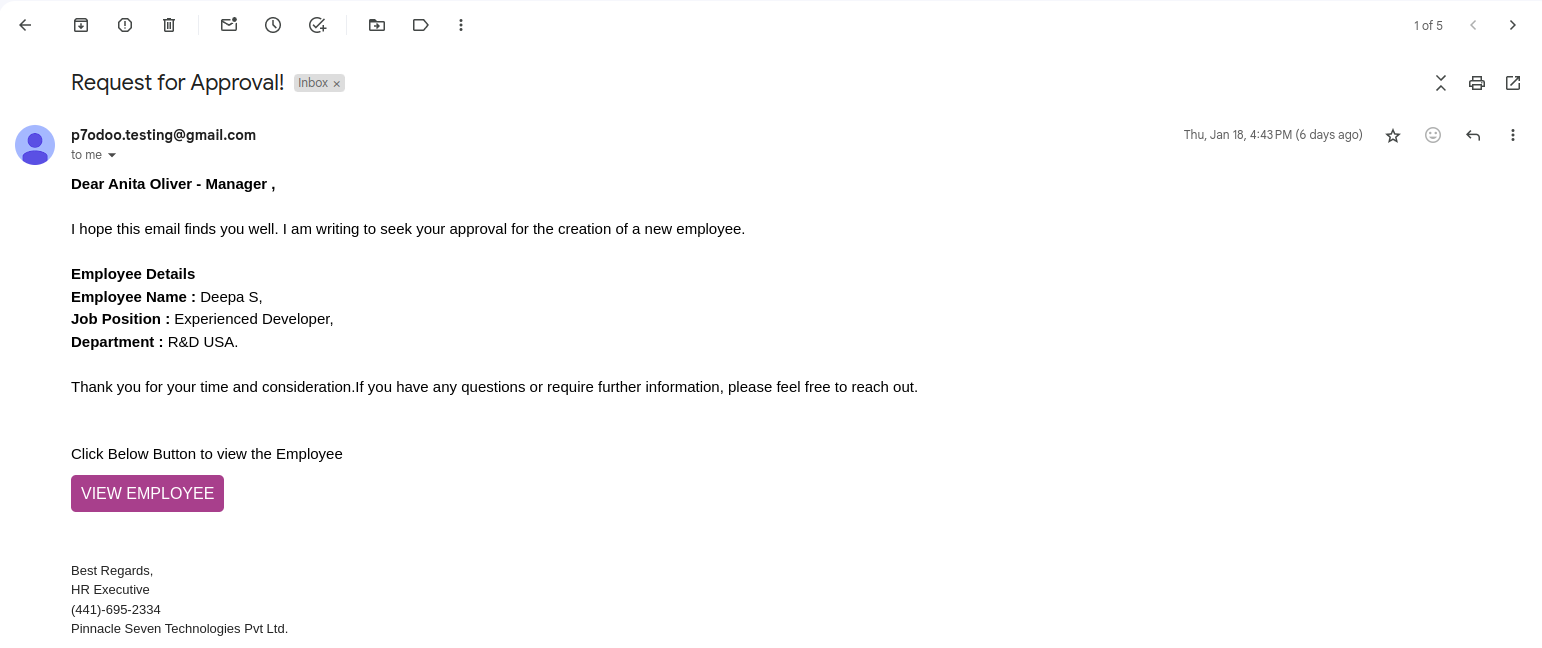 1 of 5
Request for Approval! Inbox ×
p7odoo.testing@gmail.com Thu, Jan 18, 4:43 PM (6 days ago)
to me
Dear Anita Oliver - Manager ,
I hope this email finds you well. I am writing to seek your approval for the creation of a new employee.
Employee Details
Employee Name : Deepa S,
Job Position : Experienced Developer,
Department : R&D USA.
Thank you for your time and consideration.If you have any questions or require further information, please feel free to reach out.
Click Below Button to view the Employee
VIEW EMPLOYEE
Best Regards,
HR Executive
(441)-695-2334
Pinnacle Seven Technologies Pvt Ltd.